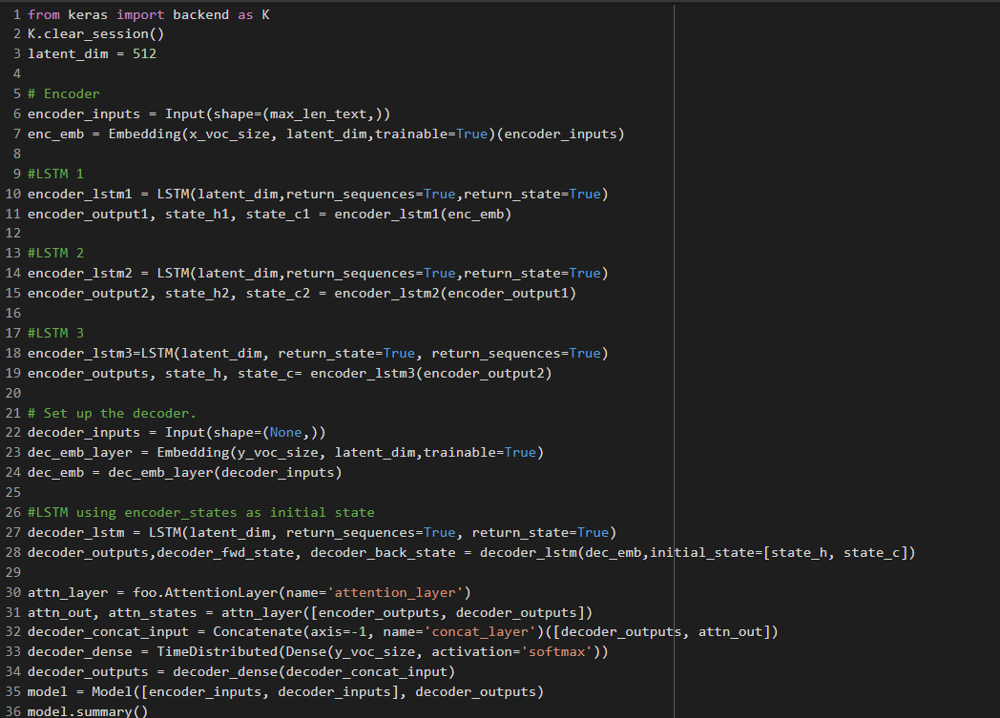 1 from keras import backend as K
2 K.clear_session()
3 latent_dim = 512
4
5 # Encoder
6 encoder_inputs = Input(shape=(max_len_text,))
7 enc_emb = Embedding(x_voc_size, latent_dim,trainable=True)(encoder_inputs)
8
9 #LSTM 1
10 encoder_lstm1 = LSTM(latent_dim,return_sequences=True,return_state=True)
11 encoder_output1, state_h1, state_c1 = encoder_lstm1(enc_emb)
12
13 #LSTM 2
14 encoder_lstm2 = LSTM(latent_dim,return_sequences=True,return_state=True)
15 encoder_output2, state_h2, state_c2 = encoder_lstm2(encoder_output1)
16
17 #LSTM 3
18 encoder_lstm3=LSTM(latent_dim, return_state=True, return_sequences=True)
19 encoder_outputs, state_h, state_c= encoder_lstm3(encoder_output2)
20
21 # Set up the decoder.
22 decoder_inputs = Input(shape=(None,))
23 dec_emb_layer = Embedding(y_voc_size, latent_dim,trainable=True)
24 dec_emb = dec_emb_layer(decoder_inputs)
25
26 #LSTM using encoder_states as initial state
27 decoder_lstm = LSTM(latent_dim, return_sequences=True, return_state=True)
28 decoder_outputs,decoder_fwd_state, decoder_back_state = decoder_lstm(dec_emb,initial_state=[state_h, state_c])
29
30 attn_layer = foo.AttentionLayer(name='attention_layer')
31 attn_out, attn_states = attn_layer([encoder_outputs, decoder_outputs])
32 decoder_concat_input = Concatenate(axis=-1, name='concat_layer')([decoder_outputs, attn_out])
33 decoder_dense = TimeDistributed(Dense(y_voc_size, activation='softmax'))
34 decoder_outputs = decoder_dense(decoder_concat_input)
35 model = Model([encoder_inputs, decoder_inputs], decoder_outputs)
36 model.summary()